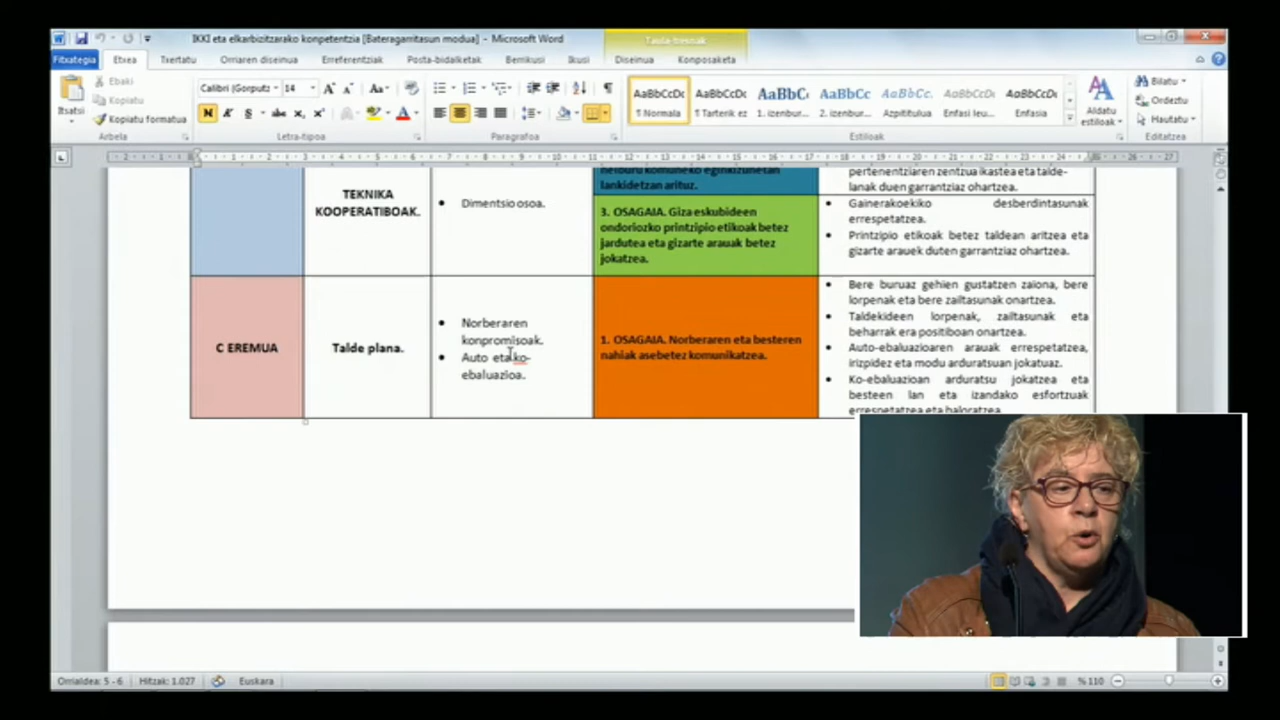 IKKI eta elkarbizitzarako konpetentzia [Bateragarritasun modua] - Microsoft Word
Taula-tresnak
Fitxategia Etxea Txertatu Orriaren diseinua Erreferentziak Posta-bidalketak Berrikusi Ikusi Diseinua Konposaketa
Itsatsi
Ebaki
Kopiatu
Kopiatu formatua
Calibri (Gorputz 14
AaBbCcDc AaBbCcDc AaBbC AaBbCc AaBbCc. AaBbCcDc AaBbCcDc
¶ Normala ¶ Tarterik ez 1. izenbur... 2. izenbur... Azpititulua Enfasi leu... Enfasia
Aldatu
estiloak
Bilatu
Ordeztu
Hautatu
Arbela Letra-tipoa Paragrafoa Estiloak Editatzea
TEKNIKA
KOOPERATIBOAK.
• Dimentsio osoa.
helburu komuneko eginkizunetan
lankidetzan arituz.
3. OSAGAIA. Giza eskubideen
ondoriozko printzipio etikoak betez
jardutea eta gizarte arauak betez
jokatzea.
pertenentziaren zentzua ikastea eta talde-
lanak duen garrantziaz ohartzea.
• Gainerakoekiko desberdintasunak
errespetatzea.
• Printzipio etikoak betez taldean aritzea eta
gizarte arauek duten garrantziaz ohartzea.
C EREMUA
Talde plana.
• Norberaren
konpromisoak.
• Auto eta ko-
ebaluazioa.
1. OSAGAIA. Norberaren eta besteren
nahiak asebetez komunikatzea.
• Bere buruaz gehien gustatzen zaiona, bere
lorpenak eta bere zailtasunak onartzea.
• Taldekideen lorpenak, zailtasunak eta
beharrak era positiboan onartzea.
• Auto-ebaluazioaren arauak errespetatzea,
irizpidez eta modu arduratsuan jokatuaz.
• Ko-ebaluazioan arduratsu jokatzea eta
besteen lan eta izandako esfortzuak
errespetatzea eta baloratzea.
Orrialdea: 5 - 6 Hitzak: 1.027 Euskara % 110